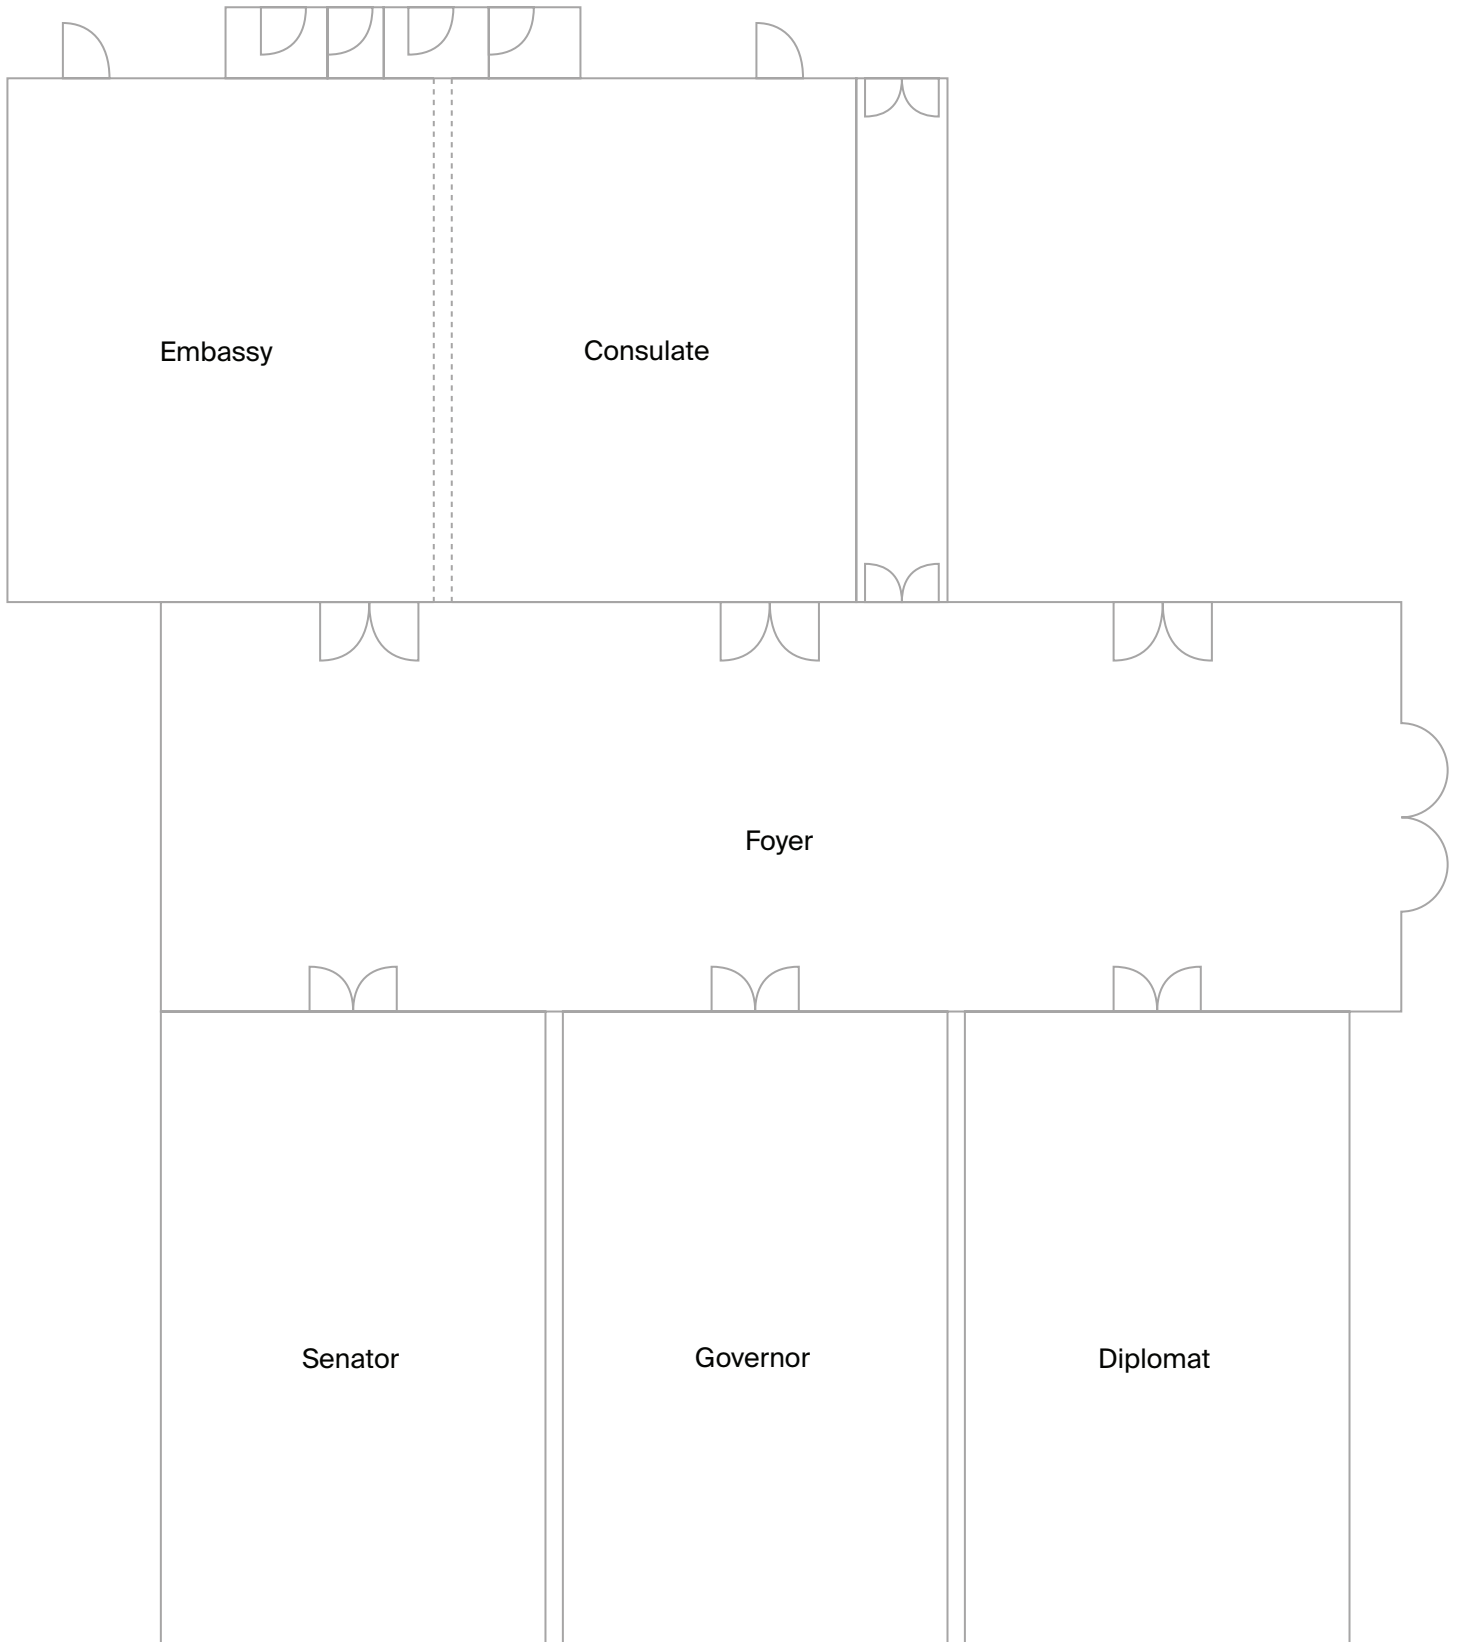 Embassy
Consulate
Foyer
Senator
Governor
Diplomat